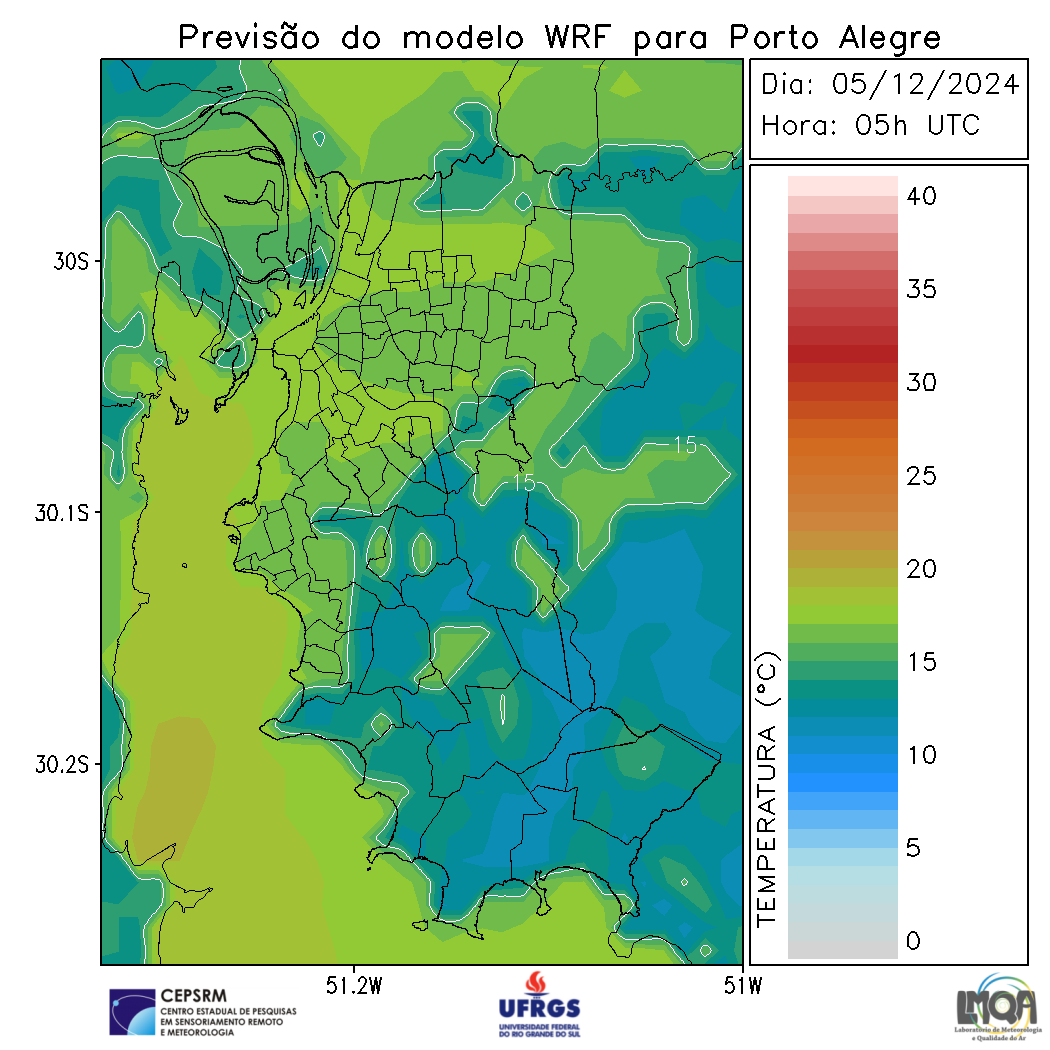 Previsão do modelo WRF para Porto Alegre
Dia: 05/12/2024
Hora: 05h UTC
30S
30.1S
30.2S
51.2W
51W
15
15
TEMPERATURA (°C)
40
35
30
25
20
15
10
5
0
CEPSRM
CENTRO ESTADUAL DE PESQUISAS
EM SENSORIAMENTO REMOTO
E METEOROLOGIA
UFRGS
UNIVERSIDADE FEDERAL
DO RIO GRANDE DO SUL
LMQA
Laboratório de Meteorologia
e Qualidade do Ar